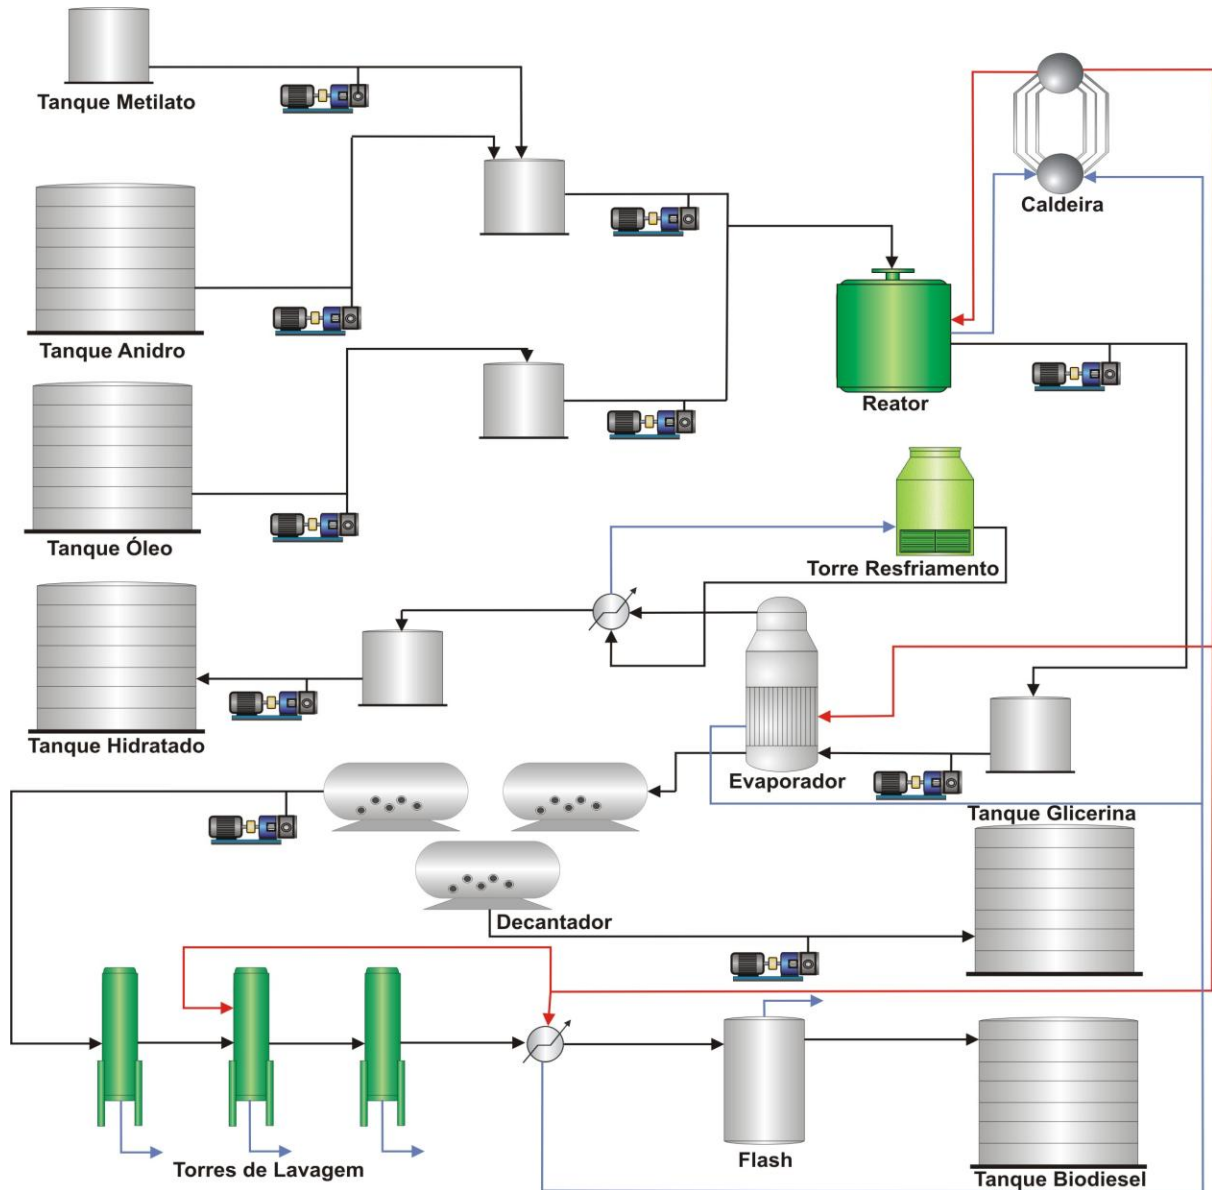 Tanque Metilato
Caldeira
Tanque Anidro
Reator
Tanque Óleo
Torre Resfriamento
Tanque Hidratado
Evaporador
Tanque Glicerina
Decantador
Torres de Lavagem
Flash
Tanque Biodiesel